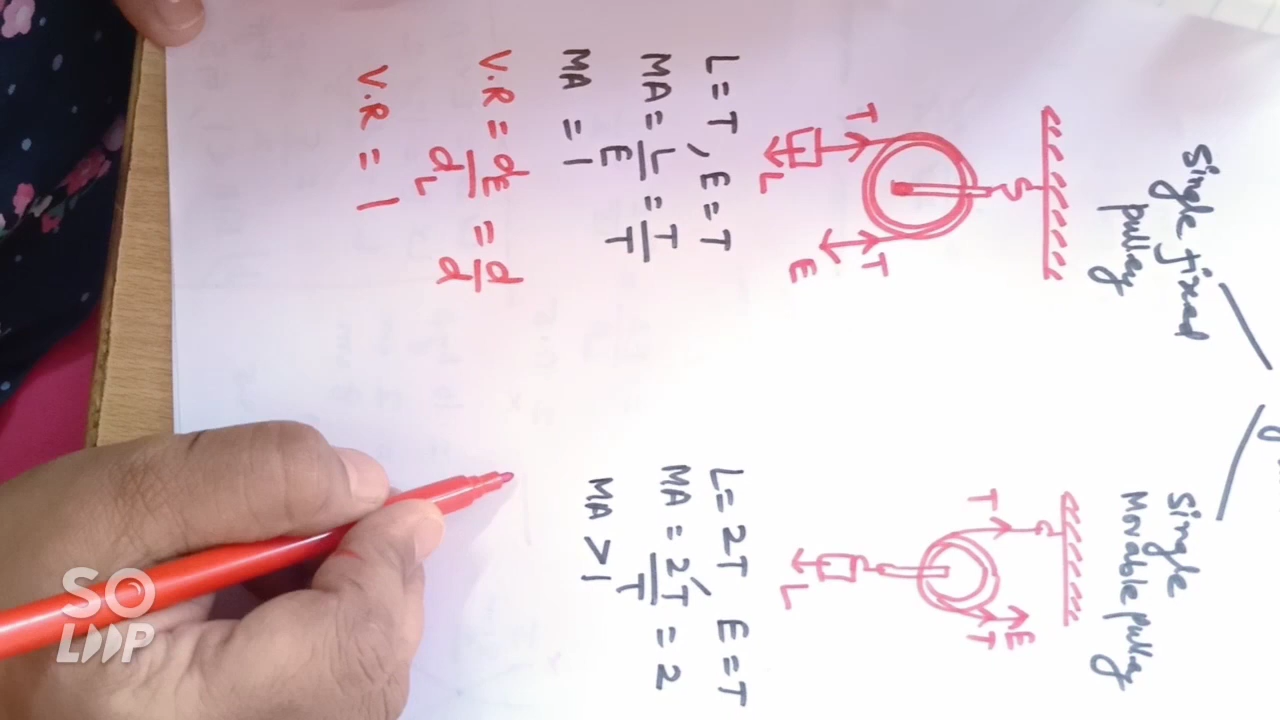 Single fixed
pulley
T
T
L
E
L = T, E = T
MA = L/E = T/T
MA = 1
V.R = dE/dL = d/d
V.R = 1
Single
Movable pulley
T
E
T
L
L = 2T E = T
MA = 2T/T = 2
MA > 1
SO
LOOP